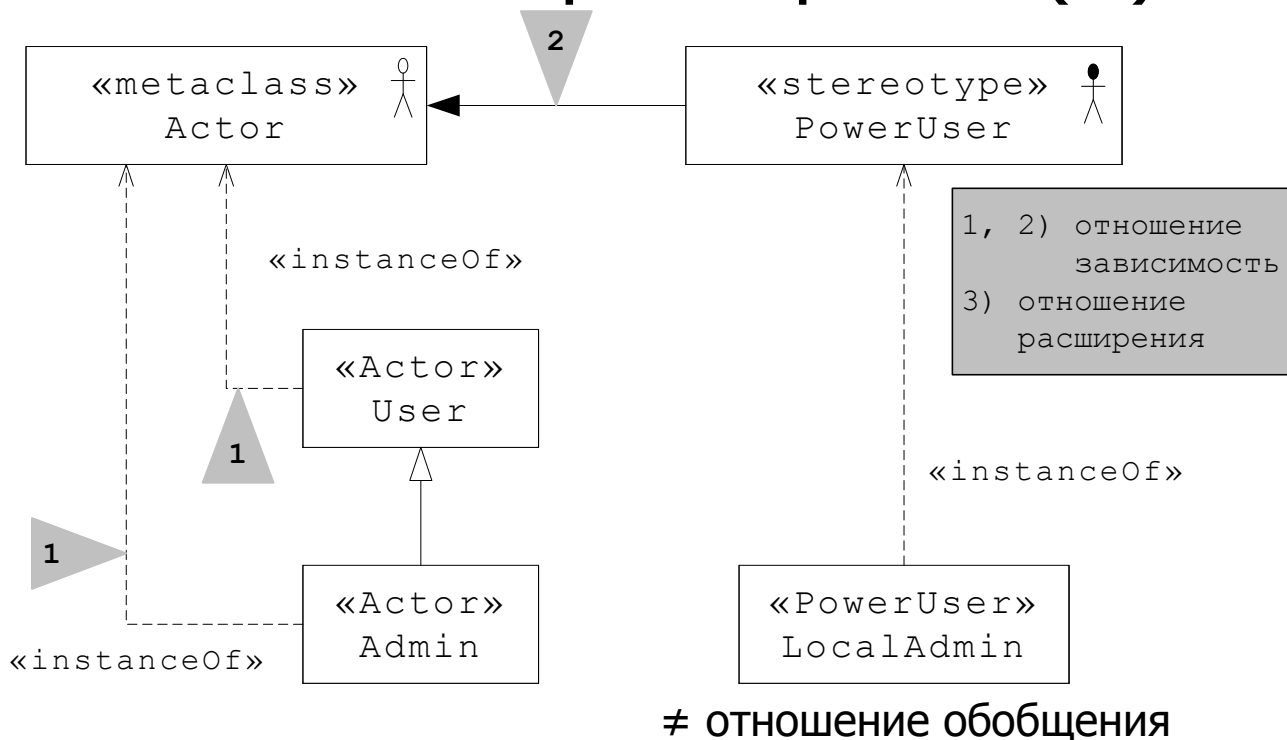 2
«metaclass»
Actor
«stereotype»
PowerUser
1, 2) отношение
зависимость
3) отношение
расширения
«instanceOf»
«Actor»
User
1
«instanceOf»
1
«Actor»
Admin
«PowerUser»
LocalAdmin
«instanceOf»
≠ отношение обобщения